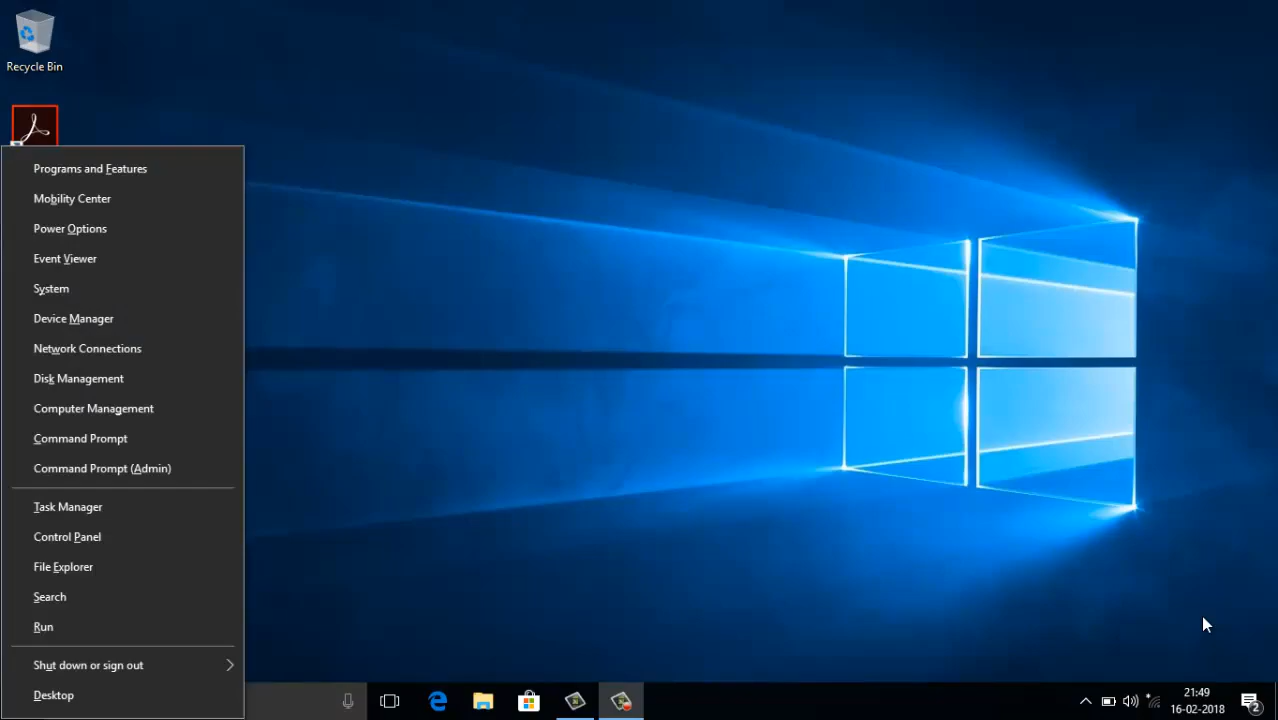 Recycle Bin
Programs and Features
Mobility Center
Power Options
Event Viewer
System
Device Manager
Network Connections
Disk Management
Computer Management
Command Prompt
Command Prompt (Admin)
Task Manager
Control Panel
File Explorer
Search
Run
Shut down or sign out
Desktop
21:49
16-02-2018
2